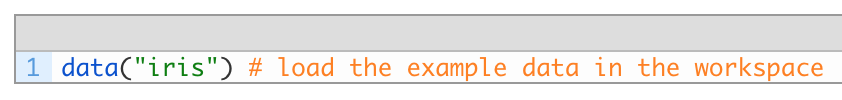 1 data("iris") # load the example data in the workspace